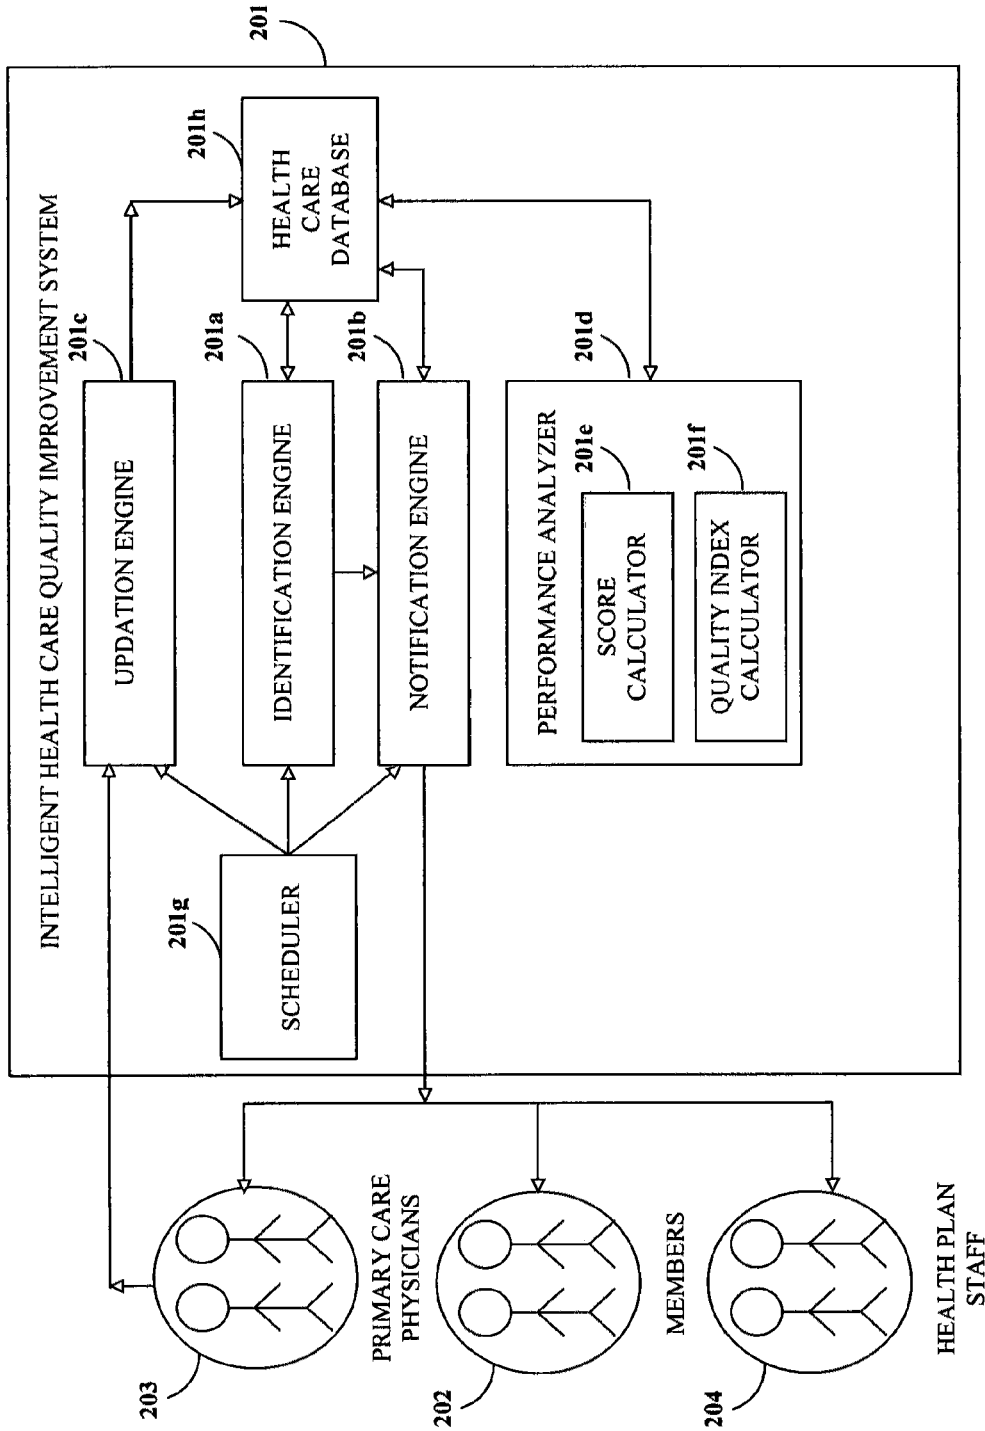 201
INTELLIGENT HEALTH CARE QUALITY IMPROVEMENT SYSTEM
201g
SCHEDULER
201c
UPDATION ENGINE
201a
IDENTIFICATION ENGINE
201b
NOTIFICATION ENGINE
201h
HEALTH
CARE
DATABASE
201d
PERFORMANCE ANALYZER
201e
SCORE
CALCULATOR
201f
QUALITY INDEX
CALCULATOR
203
PRIMARY CARE
PHYSICIANS
202
MEMBERS
204
HEALTH PLAN
STAFF